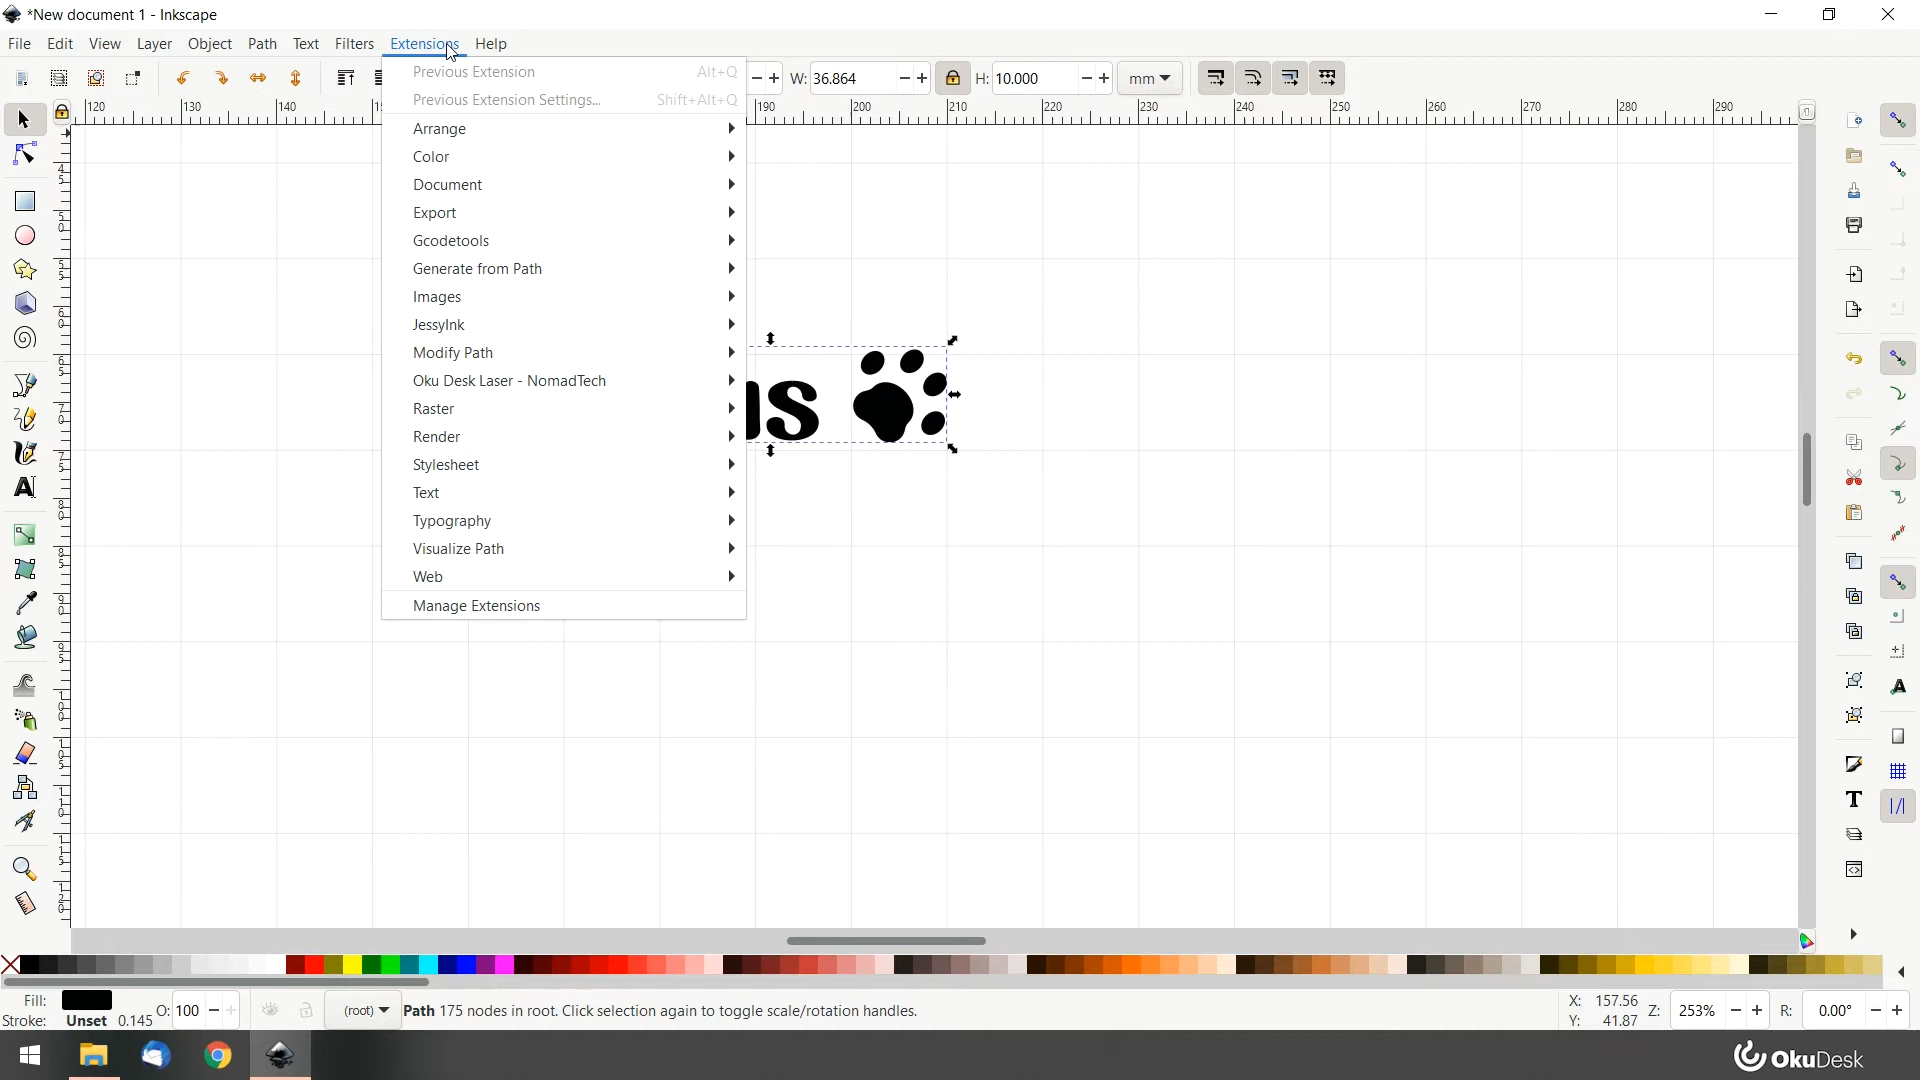 *New document 1 - Inkscape
File Edit View Layer Object Path Text Filters Extensions Help
W: 36.864 H: 10.000 mm
Previous Extension Alt+Q
Previous Extension Settings... Shift+Alt+Q
Arrange
Color
Document
Export
Gcodetools
Generate from Path
Images
JessyInk
Modify Path
Oku Desk Laser - NomadTech
Raster
Render
Stylesheet
Text
Typography
Visualize Path
Web
Manage Extensions
120 130 190 200 210 220 230 240 250 260 270 280 290
us
Fill:
Stroke: Unset 0.145
O: 100
(root)
Path 175 nodes in root. Click selection again to toggle scale/rotation handles.
X: 157.56
Y: 41.87
Z: 253%
R: 0.00°
OkuDesk